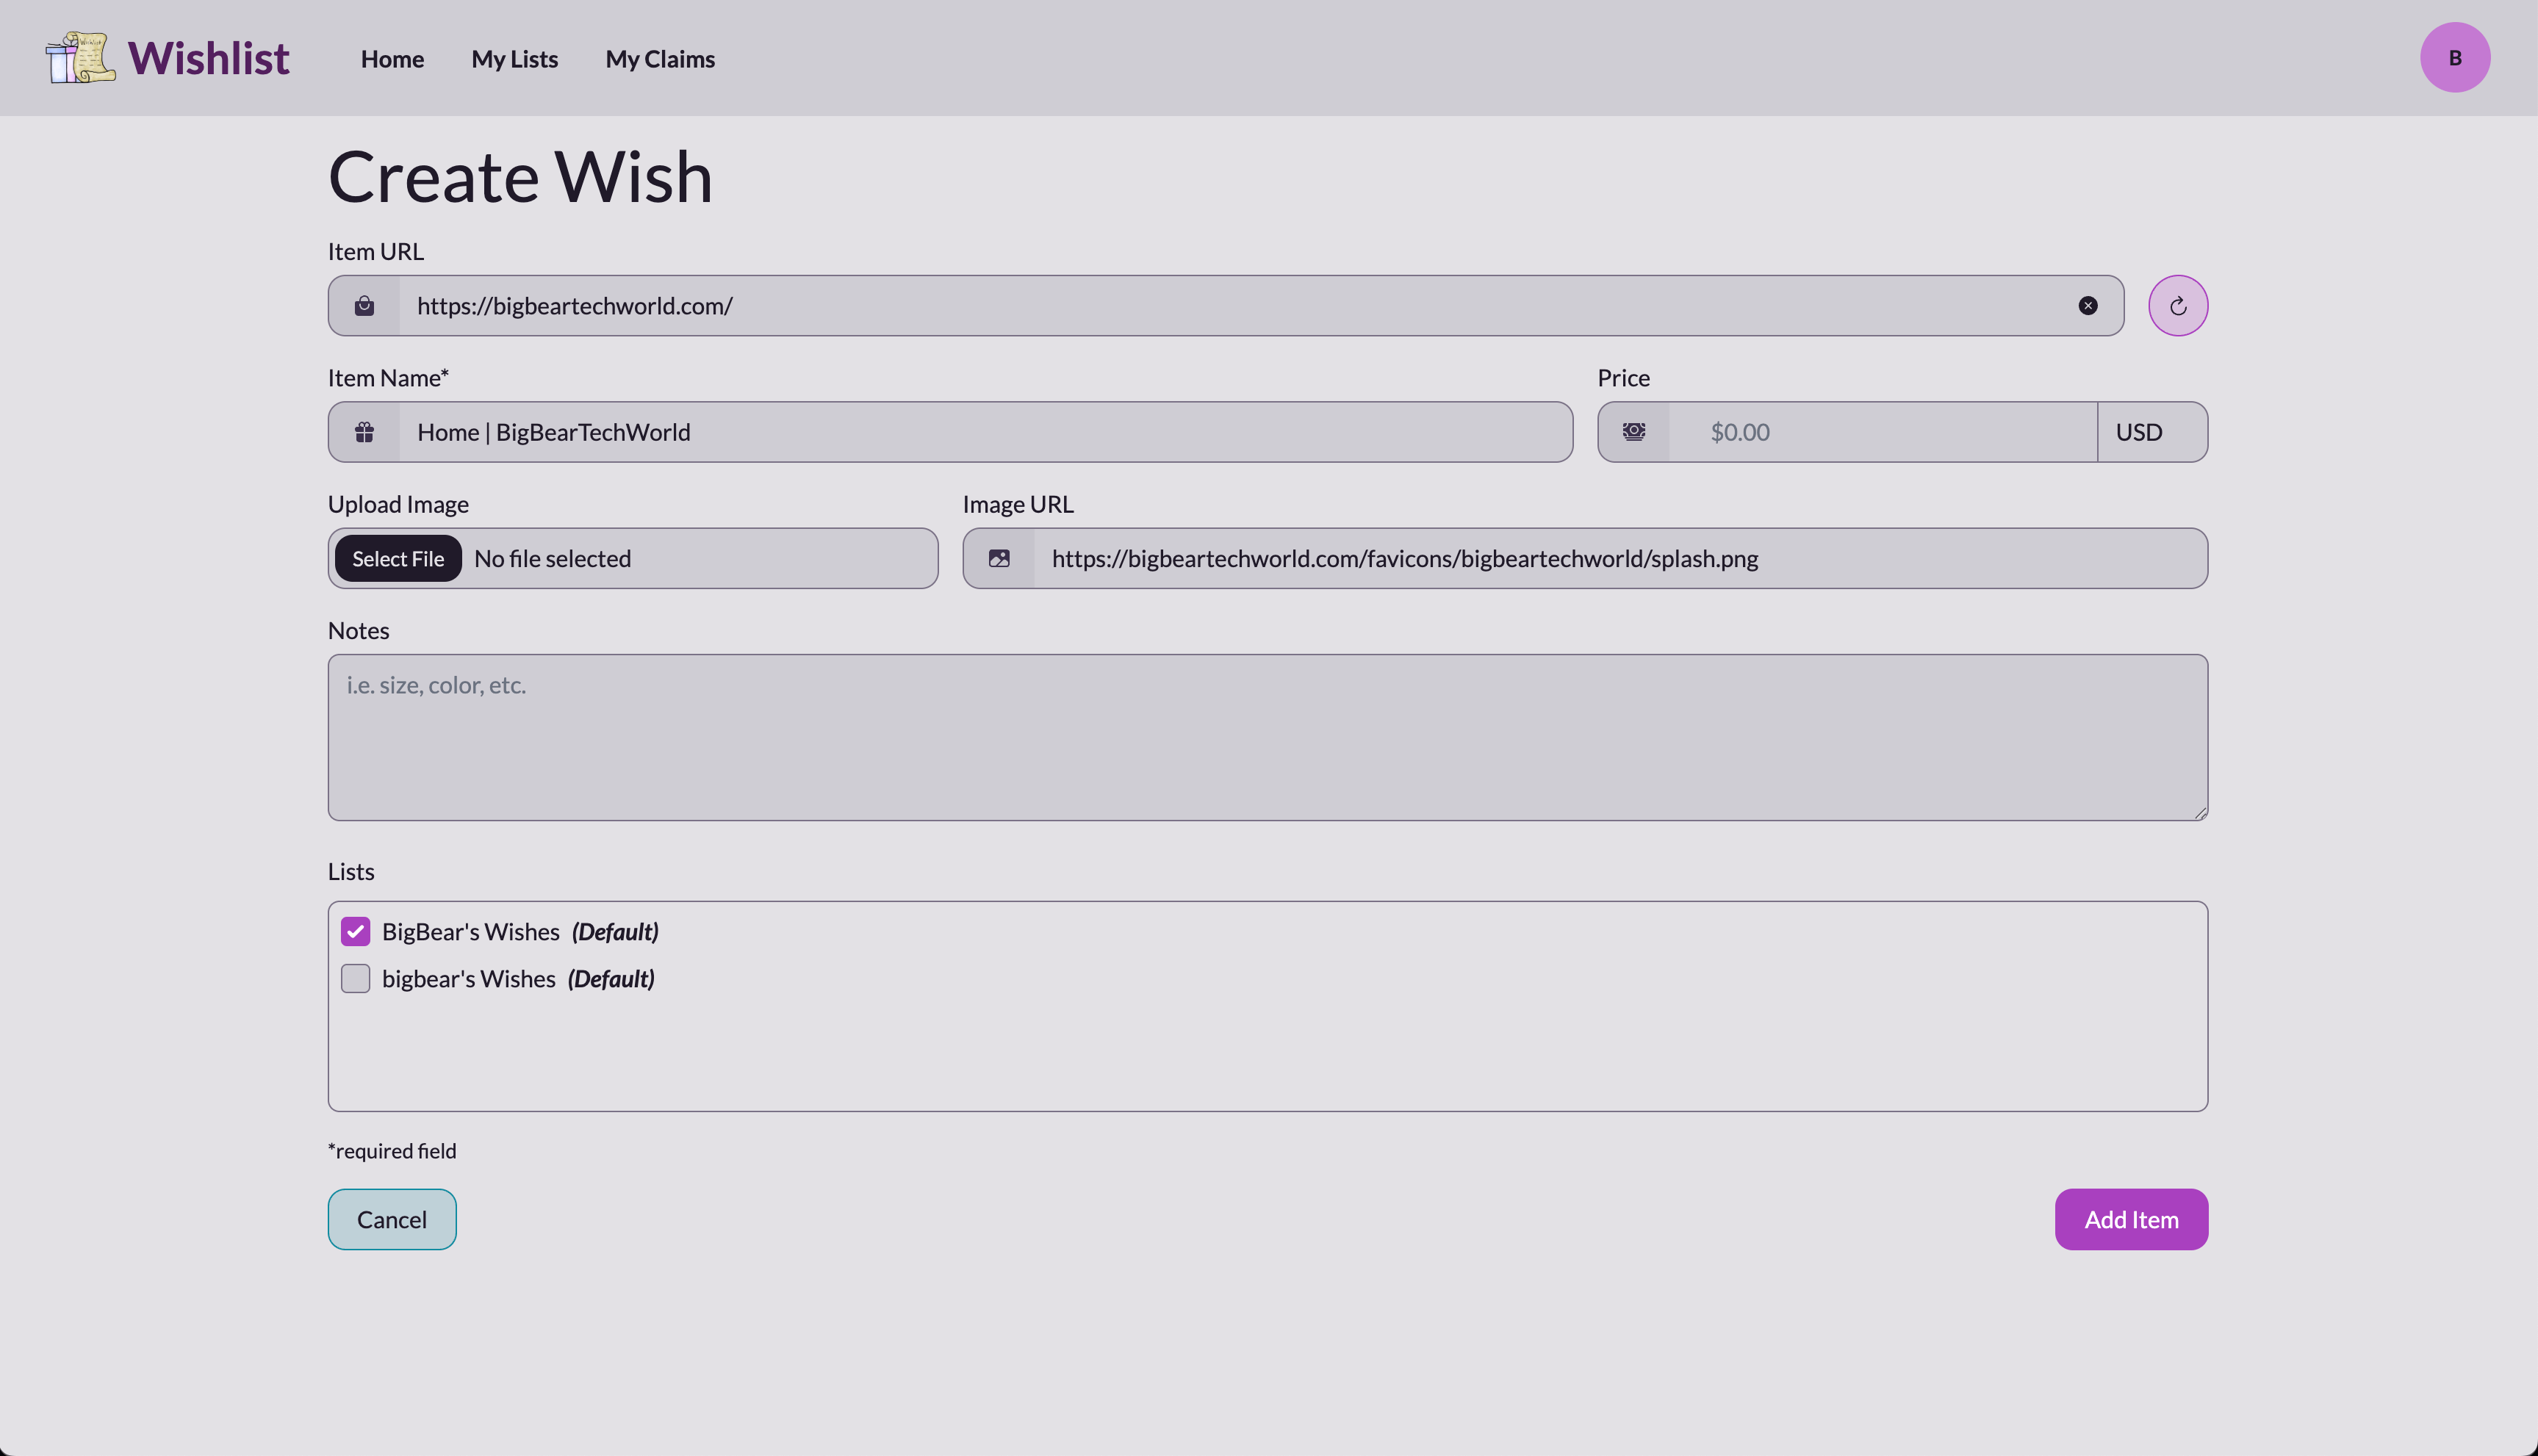 Wishlist
Home
My Lists
My Claims
B
Create Wish
Item URL
https://bigbeartechworld.com/
Item Name*
Price
Home | BigBearTechWorld
$0.00
USD
Upload Image
Image URL
Select File
No file selected
https://bigbeartechworld.com/favicons/bigbeartechworld/splash.png
Notes
i.e. size, color, etc.
Lists
BigBear's Wishes (Default)
bigbear's Wishes (Default)
*required field
Cancel
Add Item